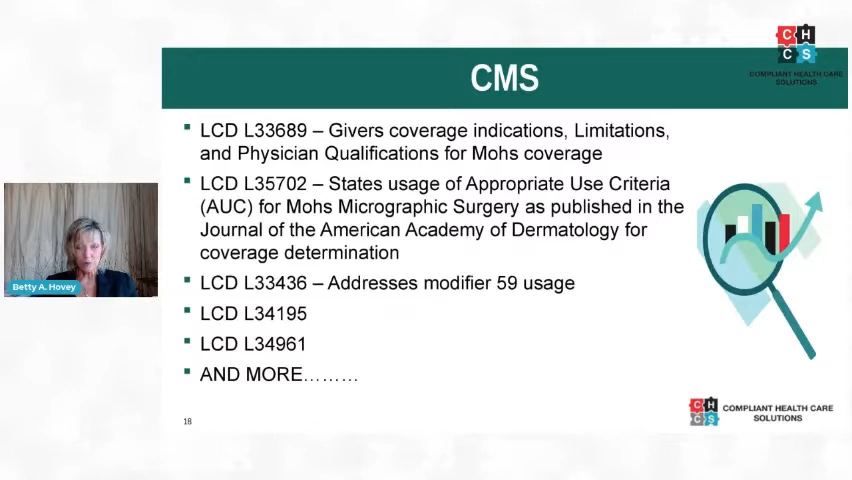 C H
C S
COMPLIANT HEALTH CARE
SOLUTIONS
CMS
LCD L33689 – Givers coverage indications, Limitations,
and Physician Qualifications for Mohs coverage
LCD L35702 – States usage of Appropriate Use Criteria
(AUC) for Mohs Micrographic Surgery as published in the
Journal of the American Academy of Dermatology for
coverage determination
LCD L33436 – Addresses modifier 59 usage
LCD L34195
LCD L34961
AND MORE………
Betty A. Hovey
18
C H
C S
COMPLIANT HEALTH CARE
SOLUTIONS